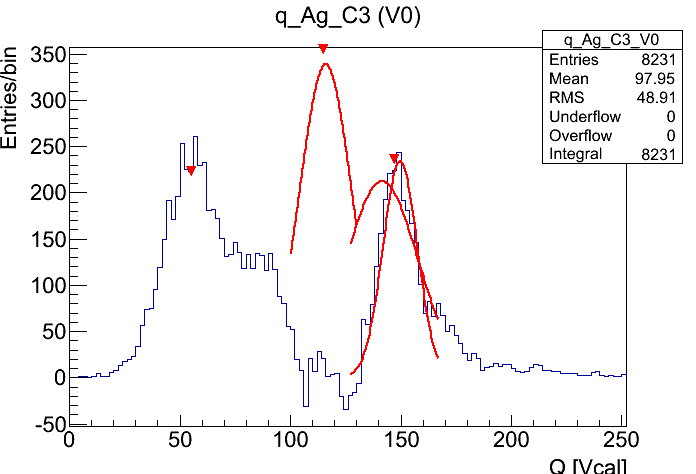 q_Ag_C3 (V0)
q_Ag_C3_V0
Entries 8231
Mean 97.95
RMS 48.91
Underflow 0
Overflow 0
Integral 8231
Entries/bin
350
300
250
200
150
100
50
0
-50
0 50 100 150 200 250
Q [Vcal]